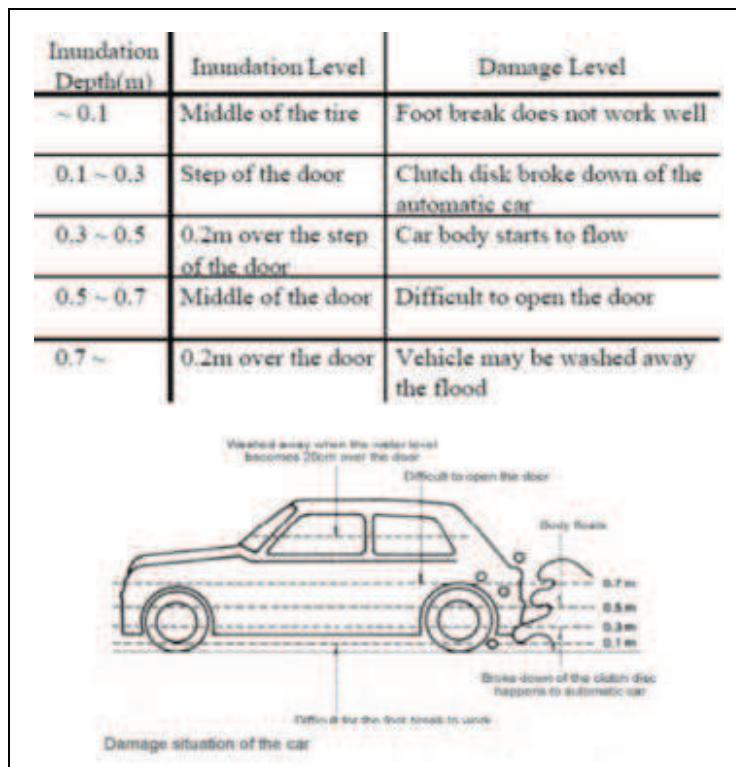 Inundation Depth(m) Inundation Level Damage Level
~ 0.1 Middle of the tire Foot break does not work well
0.1 ~ 0.3 Step of the door Clutch disk broke down of the automatic car
0.3 ~ 0.5 0.2m over the step of the door Car body starts to flow
0.5 ~ 0.7 Middle of the door Difficult to open the door
0.7 ~ 0.2m over the door Vehicle may be washed away the flood
Washed away when the water level
becomes 20cm over the door
Difficult to open the door
Body floats
0.7 m
0.5 m
0.3 m
0.1 m
Broke down of the clutch disc
happens to automatic car
Difficult for the foot break to work
Damage situation of the car